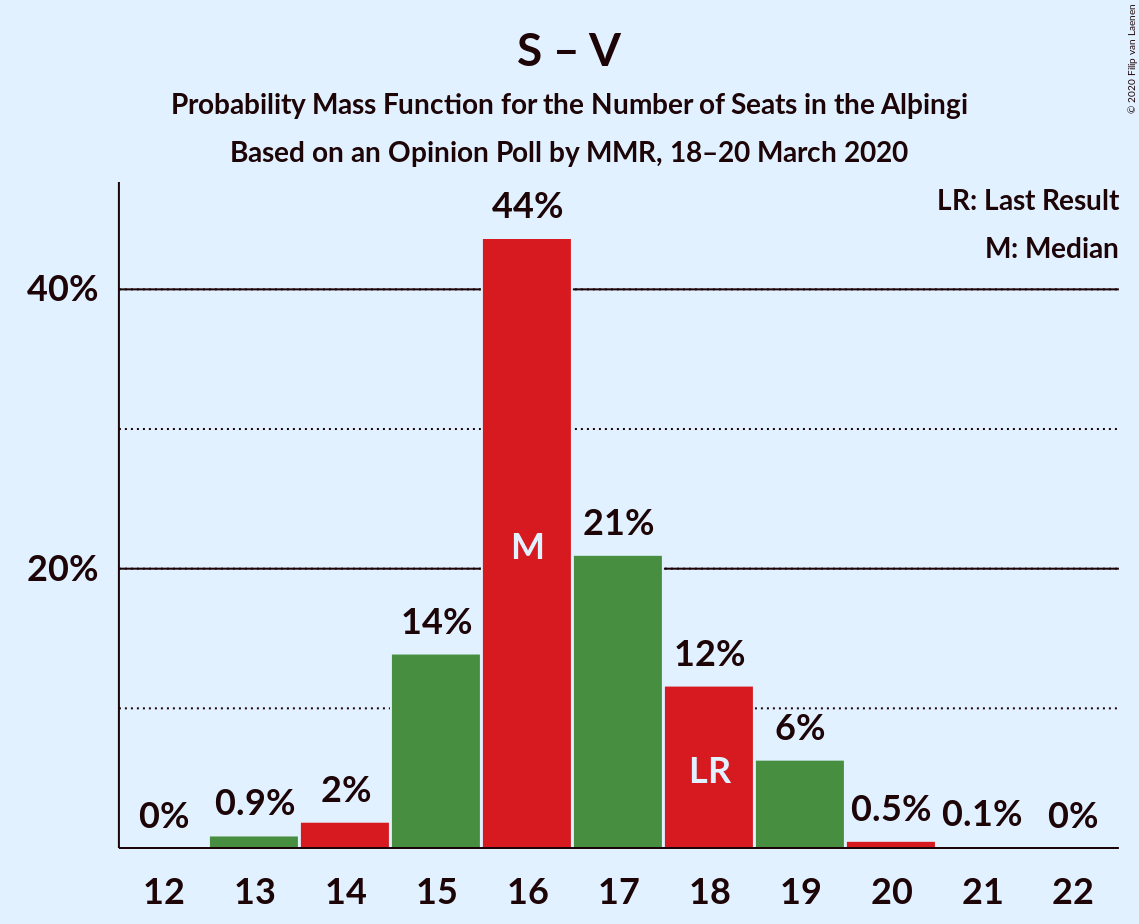 S – V
Probability Mass Function for the Number of Seats in the Alþingi
Based on an Opinion Poll by MMR, 18–20 March 2020
© 2020 Filip van Laenen
LR: Last Result
M: Median
40%
20%
0%
0.9%
2%
14%
44%
21%
12%
6%
0.5%
0.1%
0%
M
LR
12 13 14 15 16 17 18 19 20 21 22